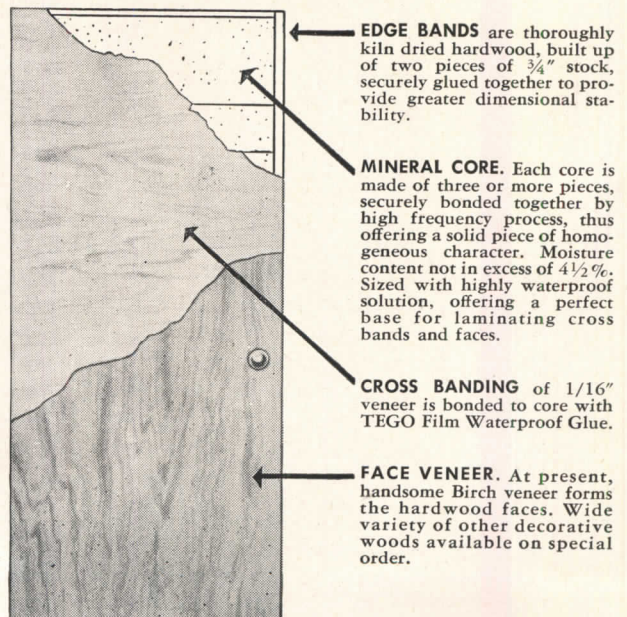 EDGE BANDS are thoroughly
kiln dried hardwood, built up
of two pieces of ¾" stock,
securely glued together to pro-
vide greater dimensional sta-
bility.
MINERAL CORE. Each core is
made of three or more pieces,
securely bonded together by
high frequency process, thus
offering a solid piece of homo-
geneous character. Moisture
content not in excess of 4½%.
Sized with highly waterproof
solution, offering a perfect
base for laminating cross
bands and faces.
CROSS BANDING of 1/16"
veneer is bonded to core with
TEGO Film Waterproof Glue.
FACE VENEER. At present,
handsome Birch veneer forms
the hardwood faces. Wide
variety of other decorative
woods available on special
order.